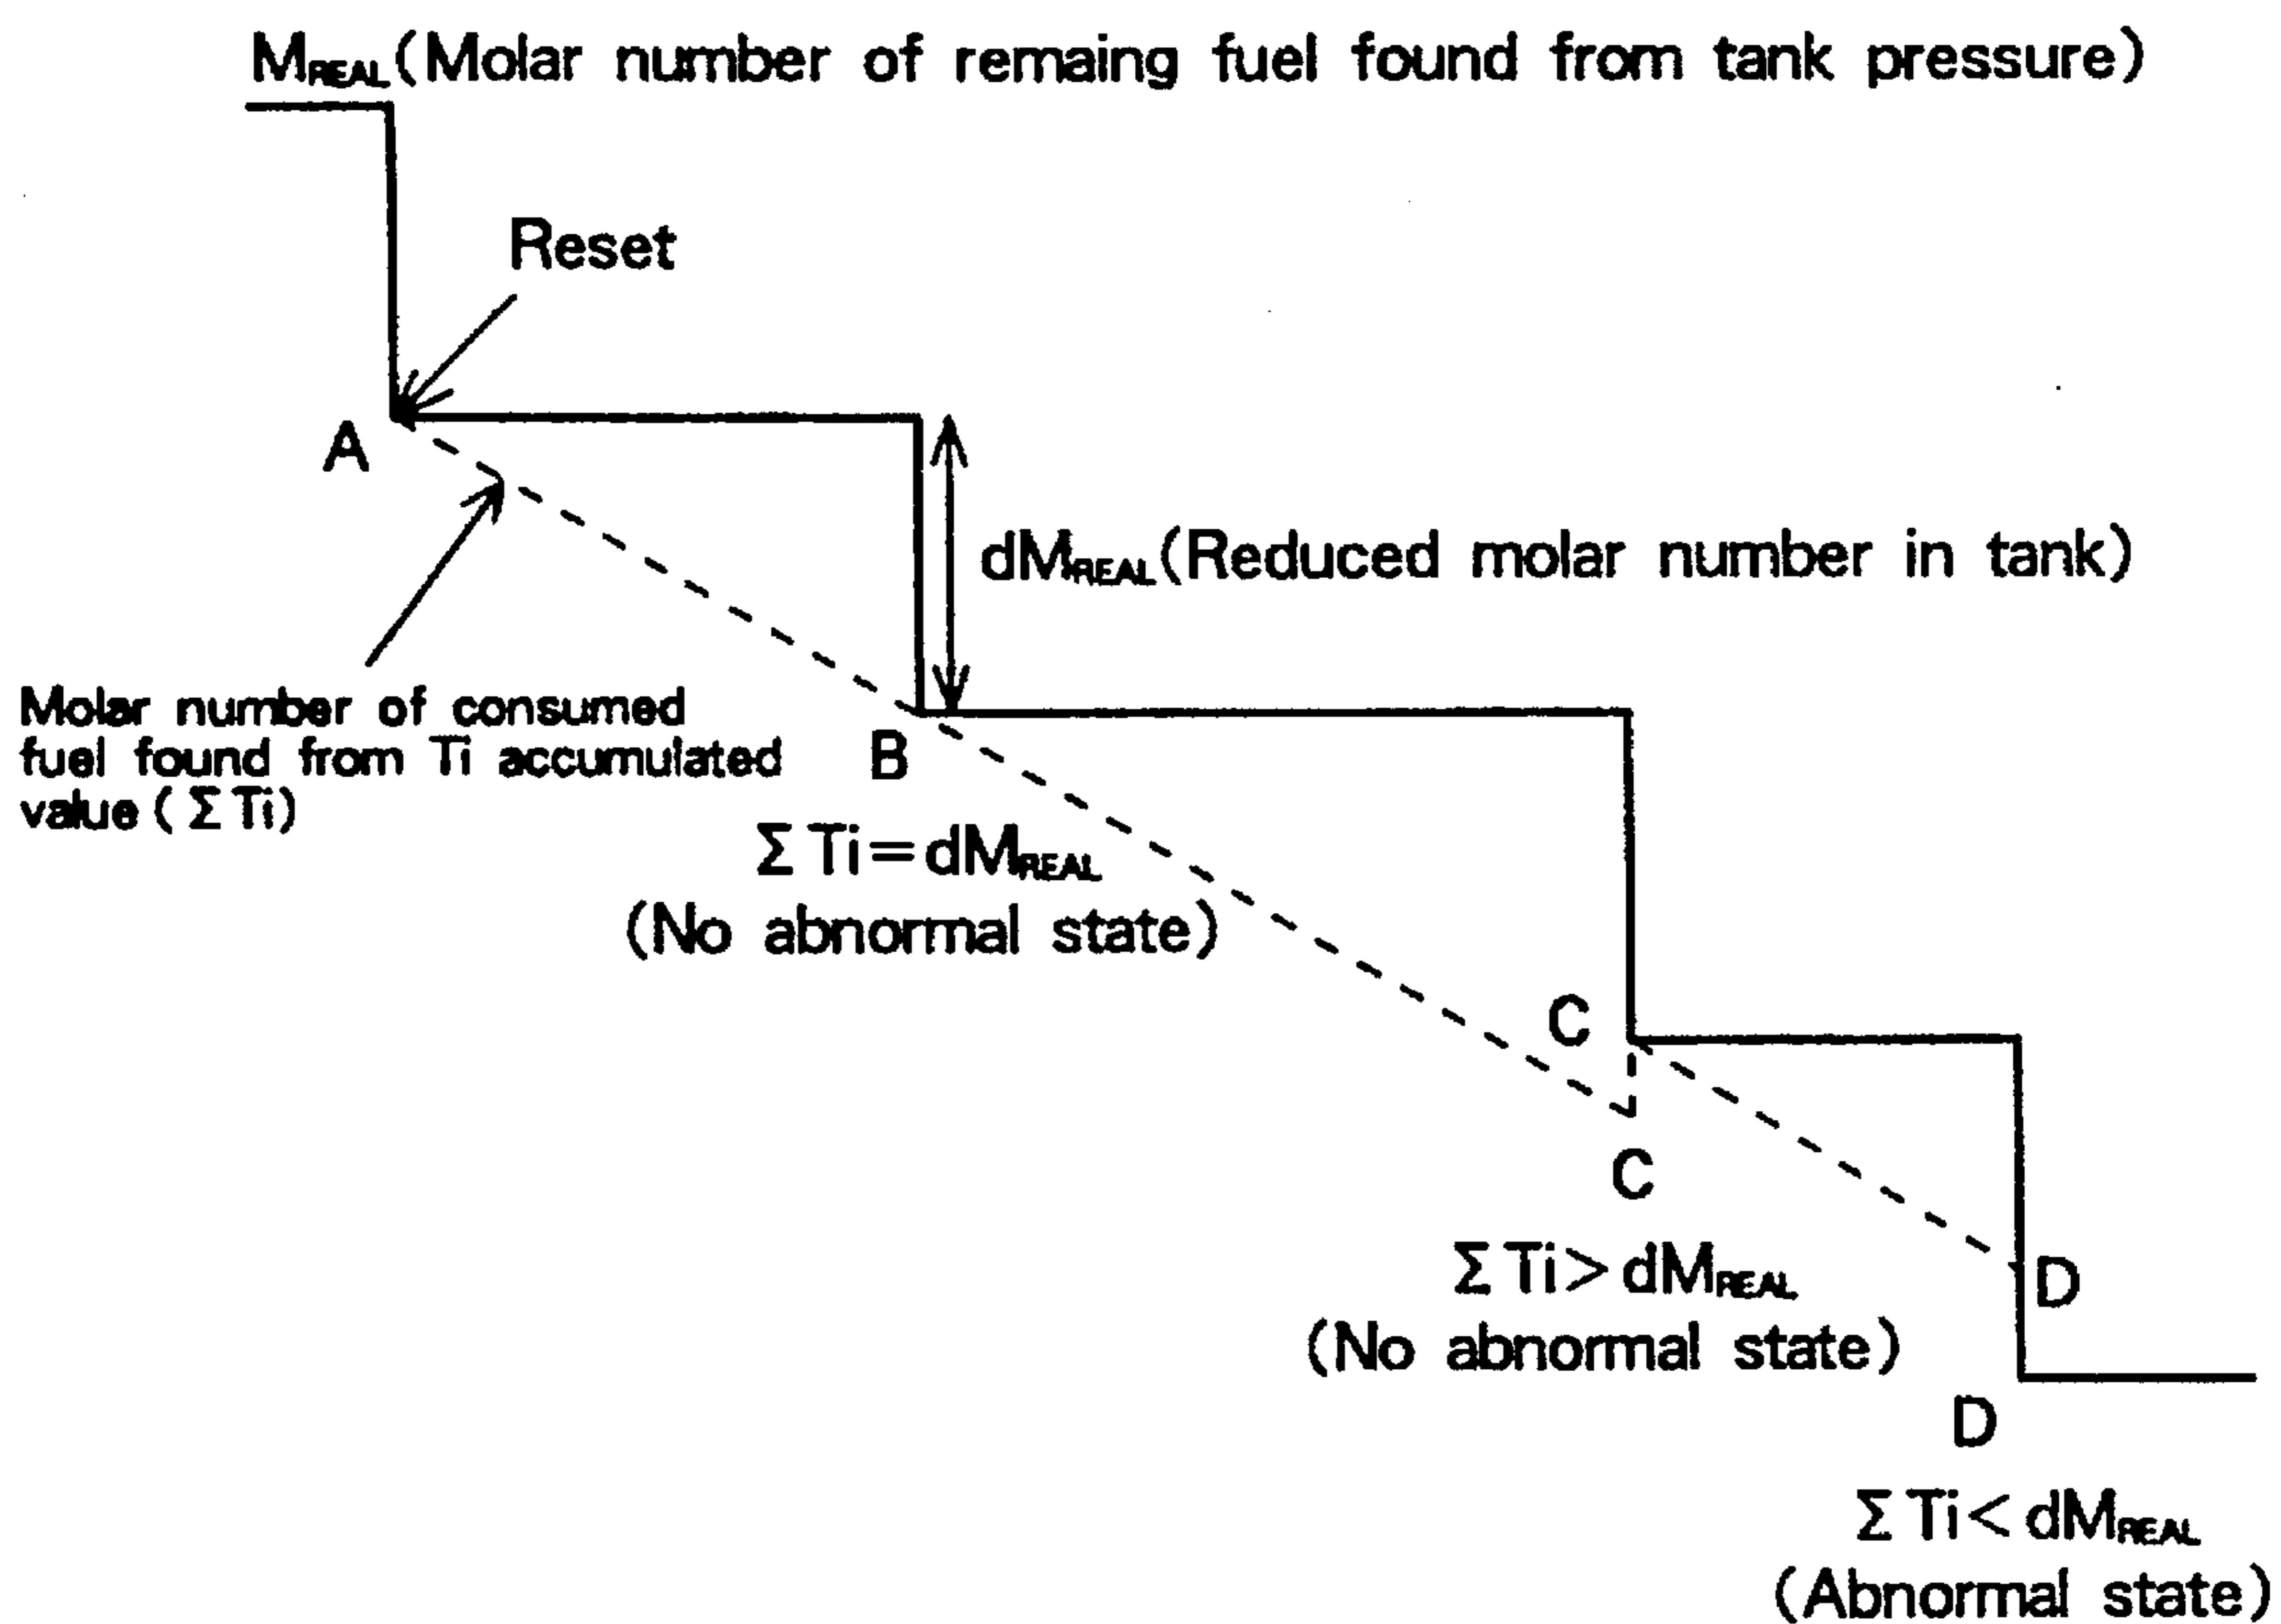 MREAL(Molar number of remaing fuel found from tank pressure)
Reset
A
dMREAL(Reduced molar number in tank)
Molar number of consumed
fuel found from Ti accumulated
value(ΣTi)
B
ΣTi=dMREAL
(No abnormal state)
C
C
ΣTi>dMREAL
(No abnormal state)
D
D
ΣTi<dMREAL
(Abnormal state)